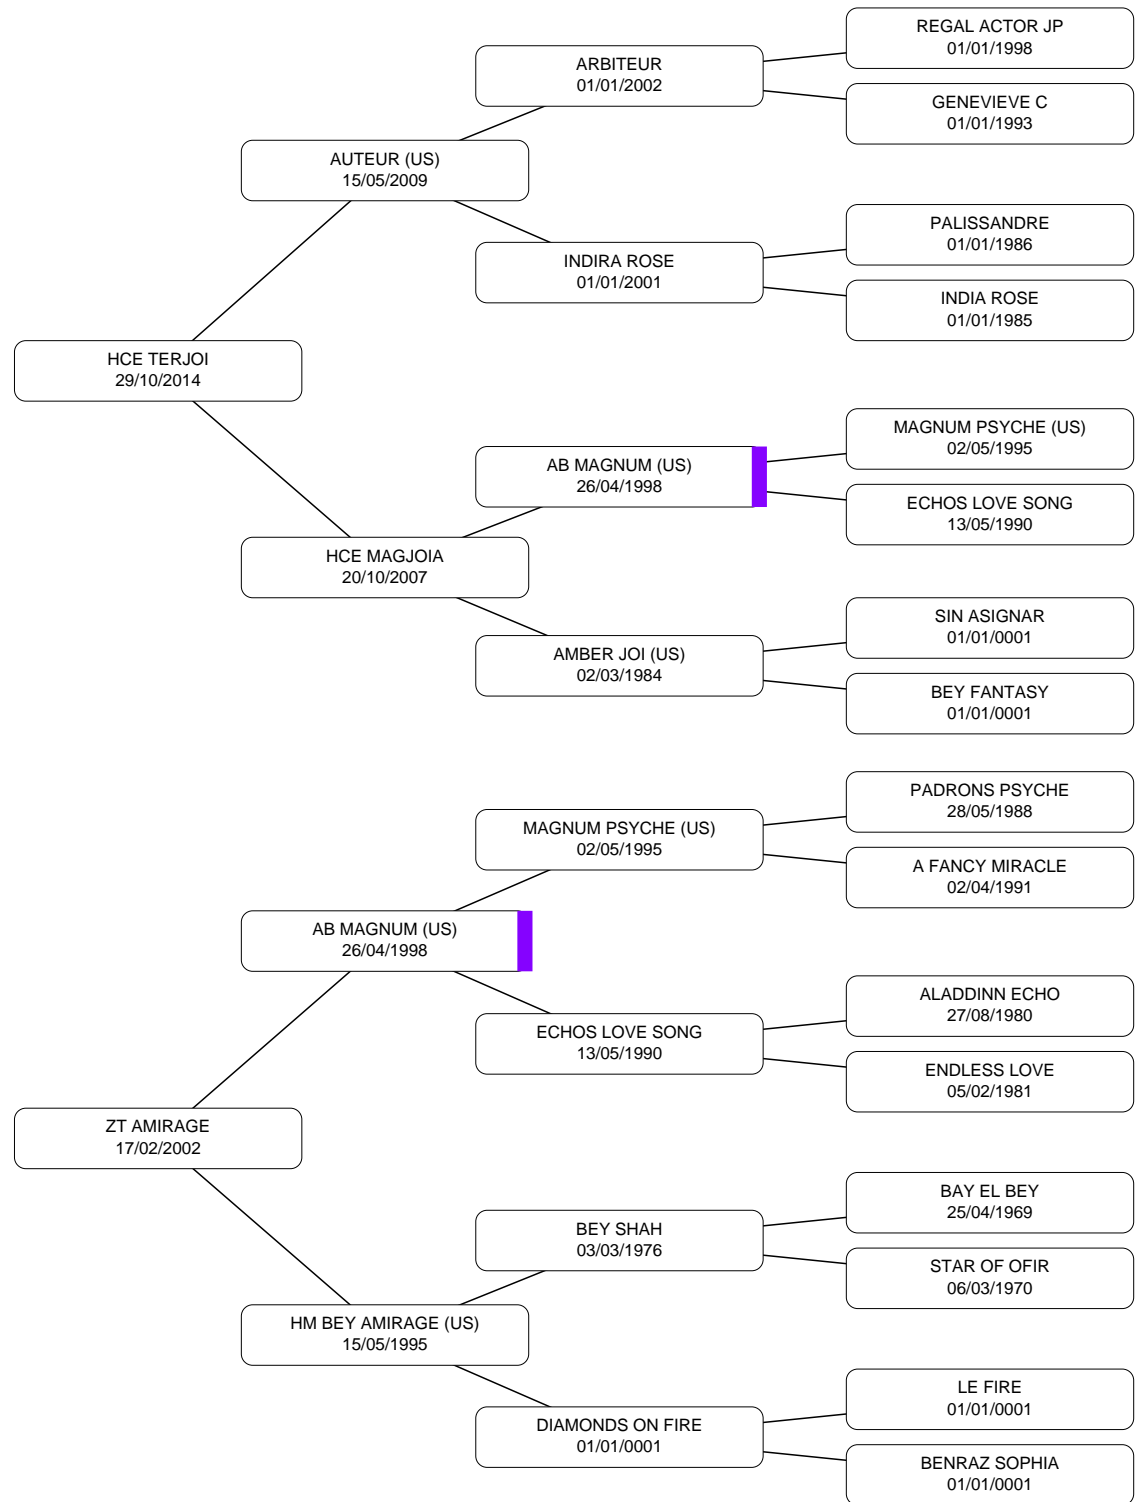 REGAL ACTOR JP
01/01/1998
ARBITEUR
01/01/2002
GENEVIEVE C
01/01/1993
AUTEUR (US)
15/05/2009
PALISSANDRE
01/01/1986
INDIRA ROSE
01/01/2001
INDIA ROSE
01/01/1985
HCE TERJOI
29/10/2014
MAGNUM PSYCHE (US)
02/05/1995
AB MAGNUM (US)
26/04/1998
ECHOS LOVE SONG
13/05/1990
HCE MAGJOIA
20/10/2007
SIN ASIGNAR
01/01/0001
AMBER JOI (US)
02/03/1984
BEY FANTASY
01/01/0001
PADRONS PSYCHE
28/05/1988
MAGNUM PSYCHE (US)
02/05/1995
A FANCY MIRACLE
02/04/1991
AB MAGNUM (US)
26/04/1998
ALADDINN ECHO
27/08/1980
ECHOS LOVE SONG
13/05/1990
ENDLESS LOVE
05/02/1981
ZT AMIRAGE
17/02/2002
BAY EL BEY
25/04/1969
BEY SHAH
03/03/1976
STAR OF OFIR
06/03/1970
HM BEY AMIRAGE (US)
15/05/1995
LE FIRE
01/01/0001
DIAMONDS ON FIRE
01/01/0001
BENRAZ SOPHIA
01/01/0001